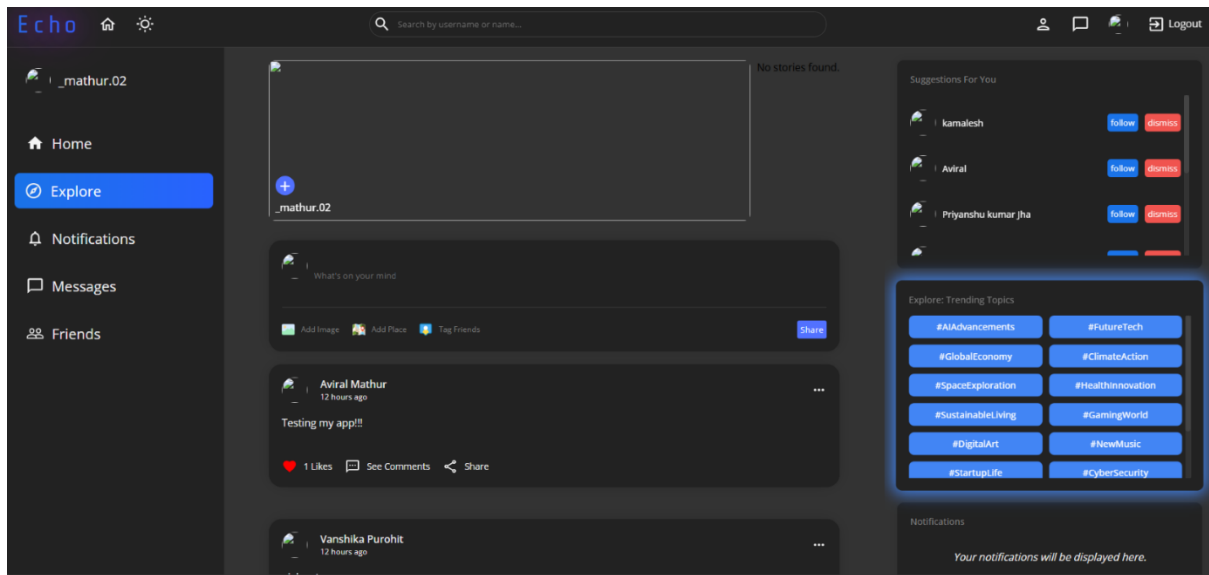 Echo
Search by username or name...
Logout
_mathur.02
Home
Explore
Notifications
Messages
Friends
No stories found.
_mathur.02
What's on your mind
Add Image Add Place Tag Friends
Share
Aviral Mathur
12 hours ago
Testing my app!!!
1 Likes See Comments Share
Vanshika Purohit
12 hours ago
Suggestions For You
kamalesh follow dismiss
Aviral follow dismiss
Priyanshu kumar Jha follow dismiss
Explore: Trending Topics
#AIAdvancements #FutureTech
#GlobalEconomy #ClimateAction
#SpaceExploration #HealthInnovation
#SustainableLiving #GamingWorld
#DigitalArt #NewMusic
#StartupLife #CyberSecurity
Notifications
Your notifications will be displayed here.